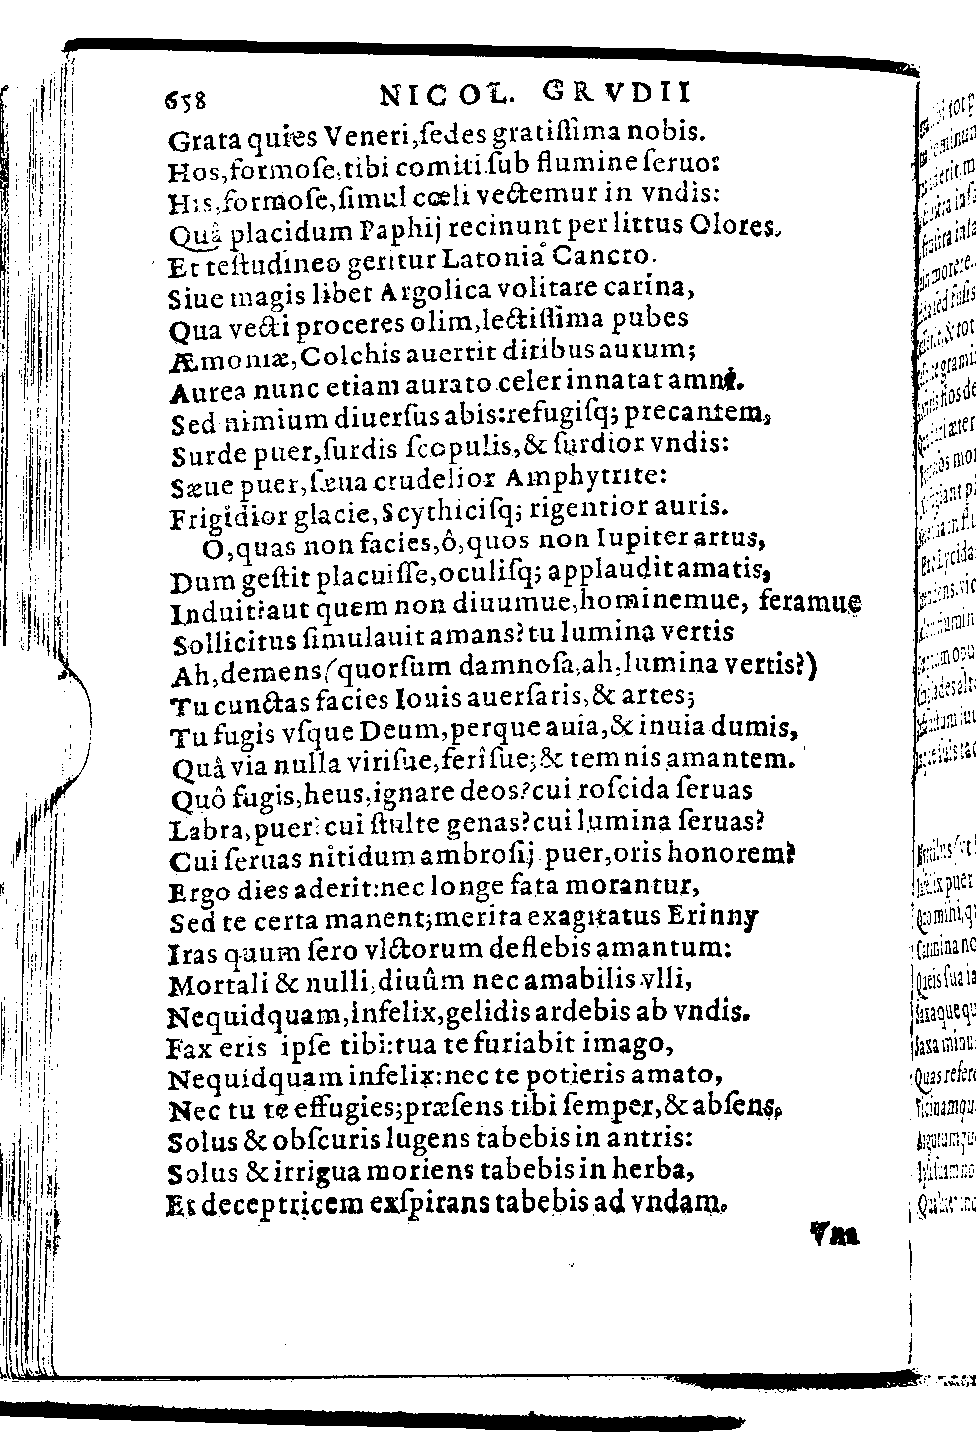 658 NICOL. GRVDII
Grata quies Veneri,ſedes gratiſſima nobis.
Hos,formoſe,tibi comiti ſub flumine ſeruo:
His,formoſe,ſimul cœli vectemur in vndis:
Quâ placidum Paphij recinunt per littus Olores,
Et teſtudineo geritur Latonia Cancro.
Siue magis libet Argolica volitare carina,
Qua vecti proceres olim,lectiſſima pubes
Æmoniæ,Colchis auertit diribus aurum;
Aurea nunc etiam aurato celer innatat amni.
Sed nimium diuerſus abis:refugiſq; precantem,
Surde puer,ſurdis ſcopulis,& ſurdior vndis:
Sæue puer,ſæua crudelior Amphytrite:
Frigidior glacie,Scythiciſq; rigentior auris.
O,quas non facies,ô,quos non Iupiter artus,
Dum geſtit placuiſſe,oculiſq; applaudit amatis,
Induit?aut quem non diuumue,hominemue, feramue
Sollicitus ſimulauit amans?tu lumina vertis
Ah,demens(quorſum damnoſa,ah,lumina vertis?)
Tu cunctas facies Iouis auerſaris,& artes;
Tu fugis vſque Deum,perque auia,& inuia dumis,
Quâ via nulla viriſue,ferîſue;& temnis amantem.
Quô fugis,heus,ignare deos?cui roſcida ſeruas
Labra,puer?cui ſtulte genas?cui lumina ſeruas?
Cui ſeruas nitidum ambroſij puer,oris honorem?
Ergo dies aderit:nec longe fata morantur,
Sed te certa manent;merita exagitatus Erinny
Iras quum ſero vlctorum deflebis amantum:
Mortali & nulli,diuûm nec amabilis vlli,
Nequidquam,infelix,gelidis ardebis ab vndis.
Fax eris ipſe tibi:tua te furiabit imago,
Nequidquam infelix:nec te potieris amato,
Nec tu te effugies;præſens tibi ſemper,& abſens,
Solus & obſcuris lugens tabebis in antris:
Solus & irrigua moriens tabebis in herba,
Et deceptricem exſpirans tabebis ad vndam.
Vm